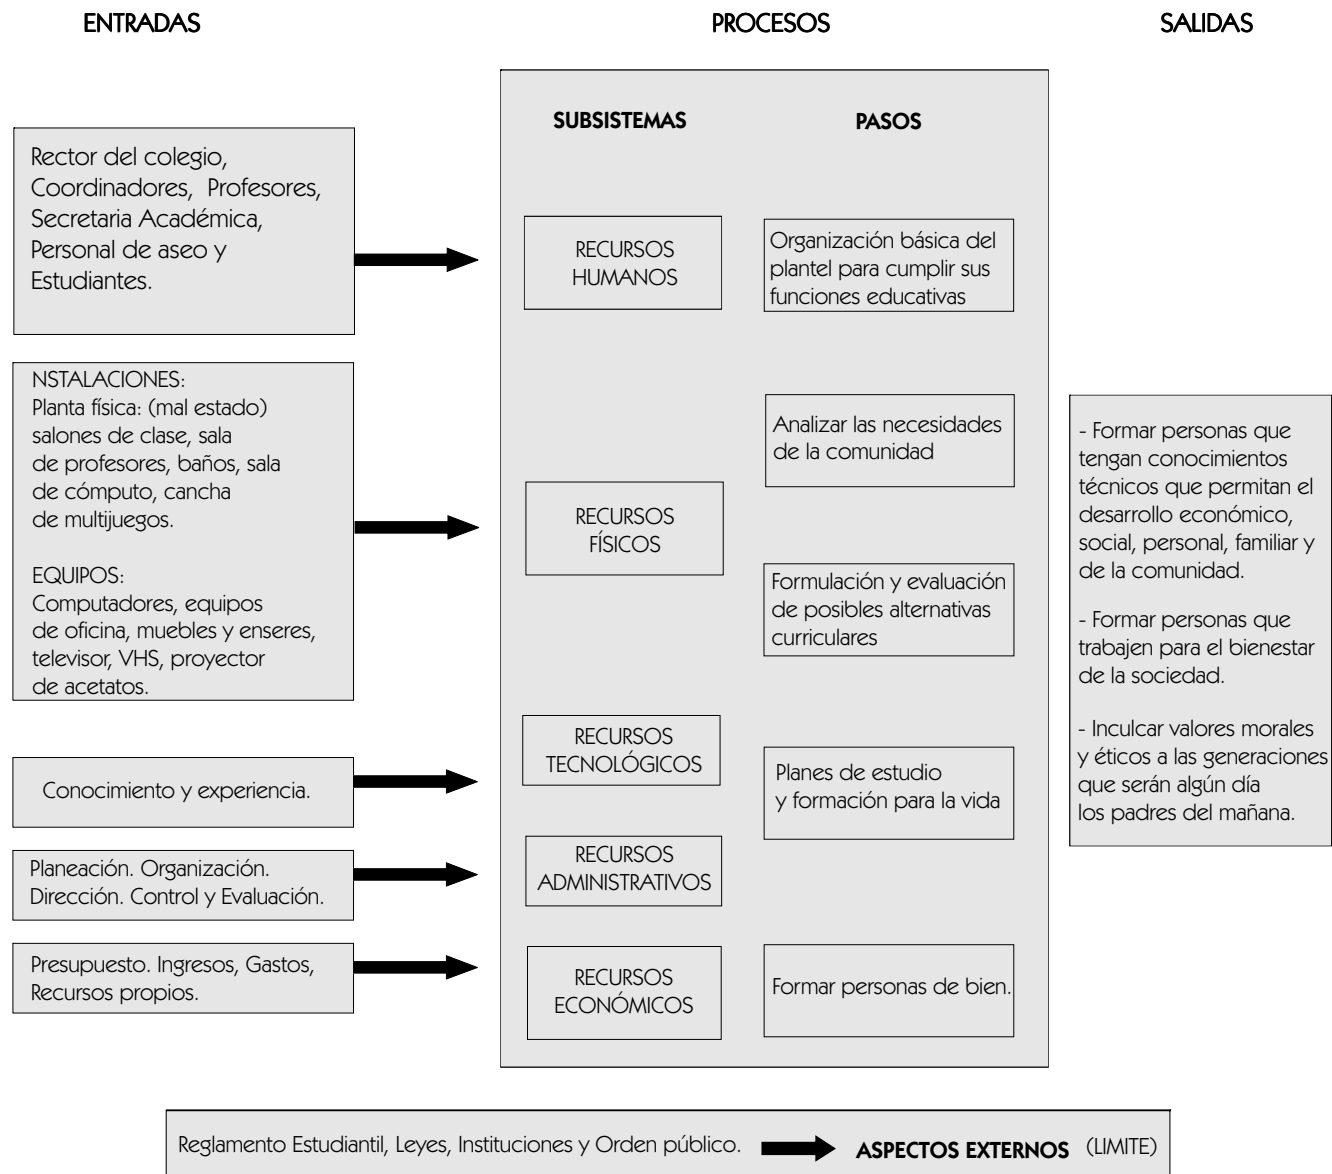 ENTRADAS
PROCESOS
SALIDAS
SUBSISTEMAS
PASOS
Rector del colegio,
Coordinadores, Profesores,
Secretaria Académica,
Personal de aseo y
Estudiantes.
RECURSOS
HUMANOS
Organización básica del
plantel para cumplir sus
funciones educativas
NSTALACIONES:
Planta física: (mal estado)
salones de clase, sala
de profesores, baños, sala
de cómputo, cancha
de multijuegos.
EQUIPOS:
Computadores, equipos
de oficina, muebles y enseres,
televisor, VHS, proyector
de acetatos.
RECURSOS
FÍSICOS
Analizar las necesidades
de la comunidad
Formulación y evaluación
de posibles alternativas
curriculares
Conocimiento y experiencia.
RECURSOS
TECNOLÓGICOS
Planes de estudio
y formación para la vida
Planeación. Organización.
Dirección. Control y Evaluación.
RECURSOS
ADMINISTRATIVOS
Presupuesto. Ingresos, Gastos,
Recursos propios.
RECURSOS
ECONÓMICOS
Formar personas de bien.
- Formar personas que
tengan conocimientos
técnicos que permitan el
desarrollo económico,
social, personal, familiar y
de la comunidad.
- Formar personas que
trabajen para el bienestar
de la sociedad.
- Inculcar valores morales
y éticos a las generaciones
que serán algún día
los padres del mañana.
Reglamento Estudiantil, Leyes, Instituciones y Orden público. ASPECTOS EXTERNOS (LIMITE)